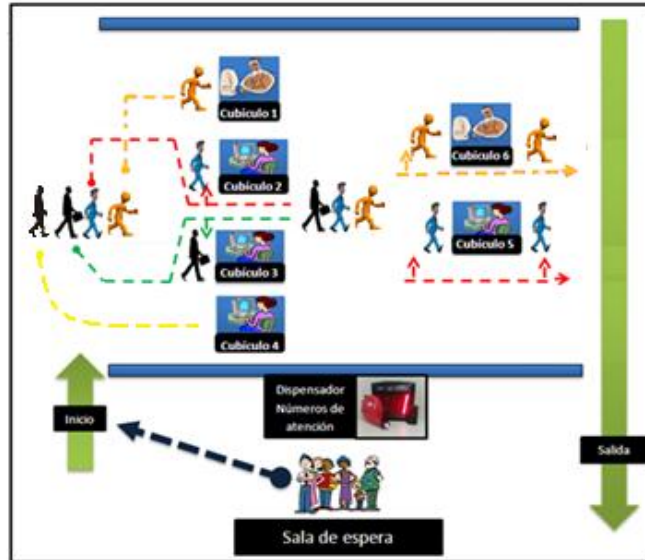 Cubículo 1
Cubículo 6
Cubículo 2
Cubículo 5
Cubículo 3
Cubículo 4
Dispensador
Números de
atención
Inicio
Salida
Sala de espera